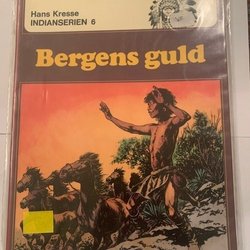 Hans Kresse
INDIANSERIEN 6
Bergens guld